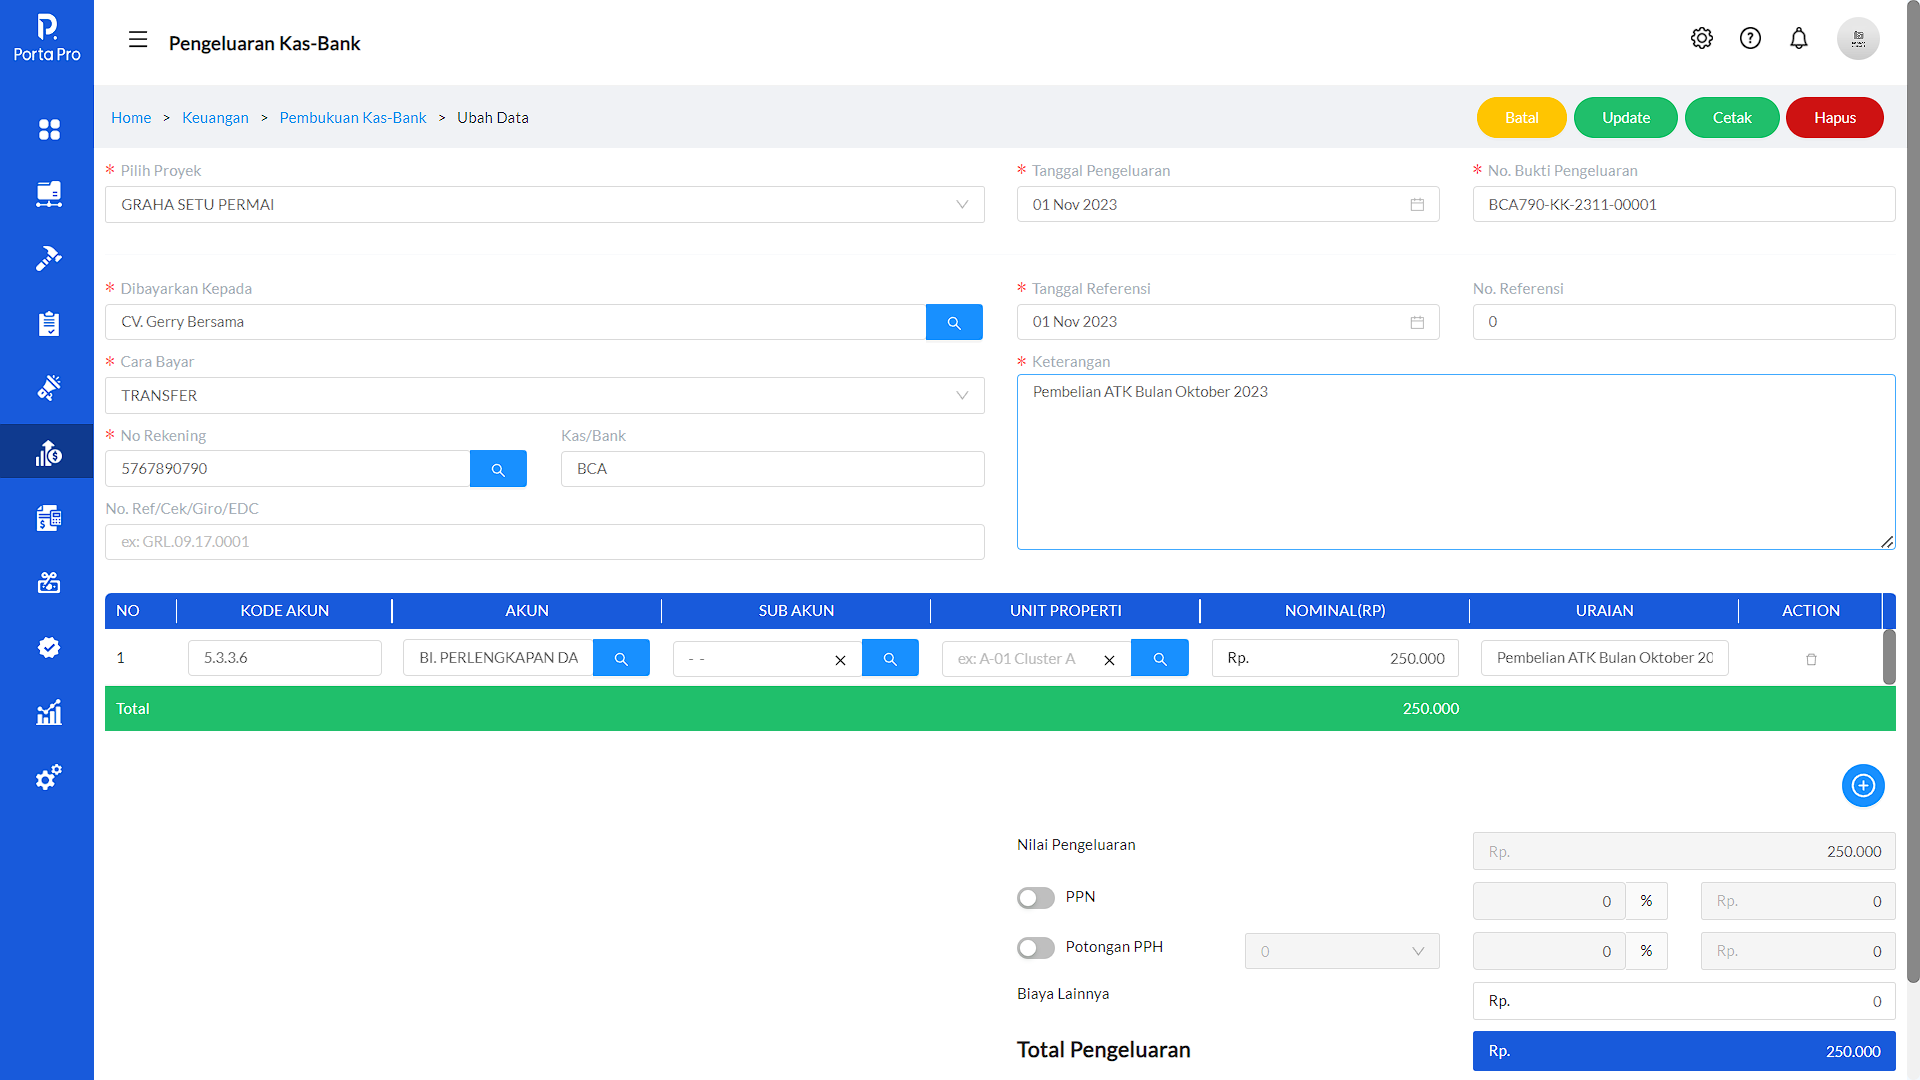 Porta Pro
Pengeluaran Kas-Bank
Home > Keuangan > Pembukuan Kas-Bank > Ubah Data
Batal
Update
Cetak
Hapus
* Pilih Proyek
GRAHA SETU PERMAI
* Tanggal Pengeluaran
01 Nov 2023
* No. Bukti Pengeluaran
BCA790-KK-2311-00001
* Dibayarkan Kepada
CV. Gerry Bersama
* Tanggal Referensi
01 Nov 2023
No. Referensi
0
* Cara Bayar
TRANSFER
* Keterangan
Pembelian ATK Bulan Oktober 2023
* No Rekening
5767890790
Kas/Bank
BCA
No. Ref/Cek/Giro/EDC
ex: GRL.09.17.0001
NO KODE AKUN AKUN SUB AKUN UNIT PROPERTI NOMINAL(RP) URAIAN ACTION
1 5.3.3.6 BI. PERLENGKAPAN DA - - ex: A-01 Cluster A Rp. 250.000 Pembelian ATK Bulan Oktober 20
Total 250.000
Nilai Pengeluaran Rp. 250.000
PPN 0 % Rp. 0
Potongan PPH 0 0 % Rp. 0
Biaya Lainnya Rp. 0
Total Pengeluaran Rp. 250.000